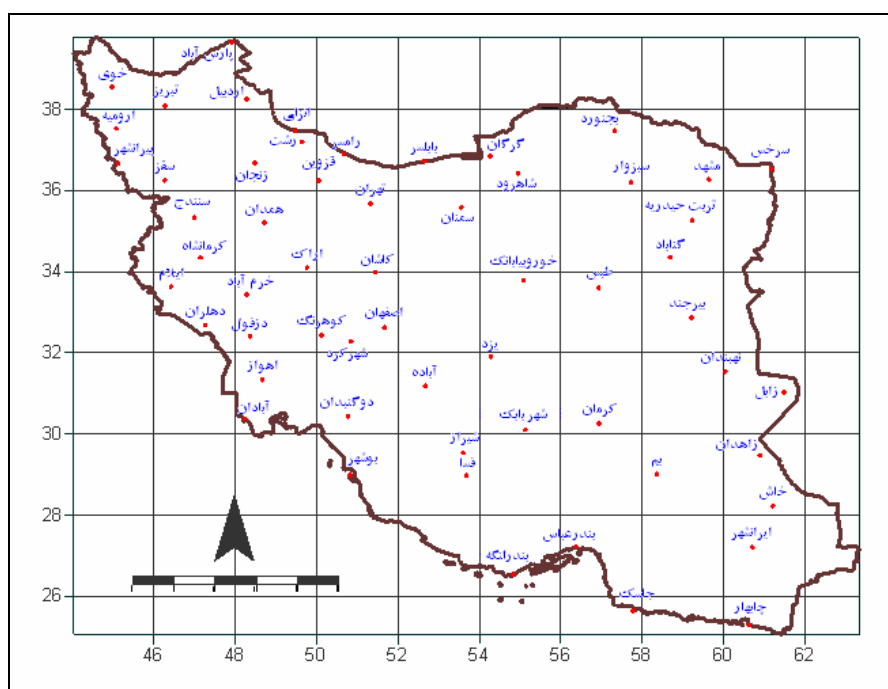 پارس آباد
خوی
تبریز
اردبیل
38
ارومیه
انزلی
بجنورد
پیرانشهر
رشت
رامسر
بابلسر
گرگان
سرخس
سقز
زنجان
قزوین
شاهرود
سبزوار
مشهد
36
تهران
سنندج
همدان
سمنان
تربت حیدریه
کرمانشاه
اراک
کاشان
خوروبیابانک
گناباد
34
ایلام
خرم آباد
طبس
بیرجند
دهلران
دزفول
کوهرنگ
اصفهان
شهرکرد
یزد
32
اهواز
آباده
نهبندان
زابل
آبادان
دوگنبدان
شهر بابک
کرمان
30
شیراز
زاهدان
بوشهر
فسا
بم
28
خاش
بندرعباس
ایرانشهر
بندرلنگه
26
جاسک
چابهار
46 48 50 52 54 56 58 60 62